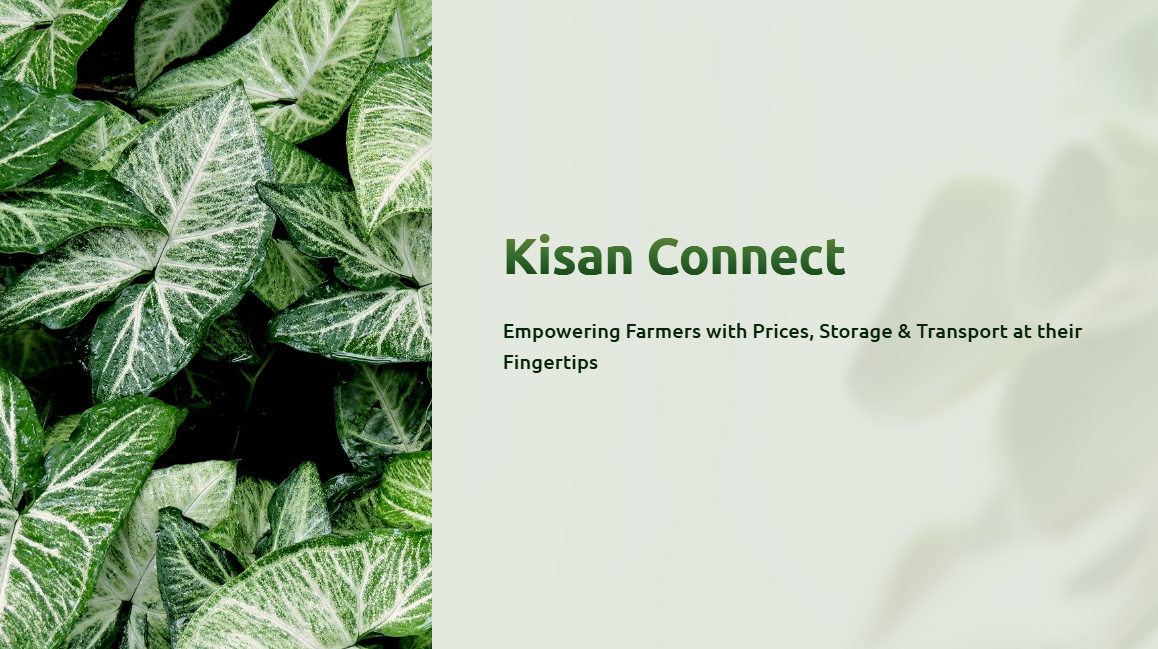 Kisan Connect
Empowering Farmers with Prices, Storage & Transport at their
Fingertips